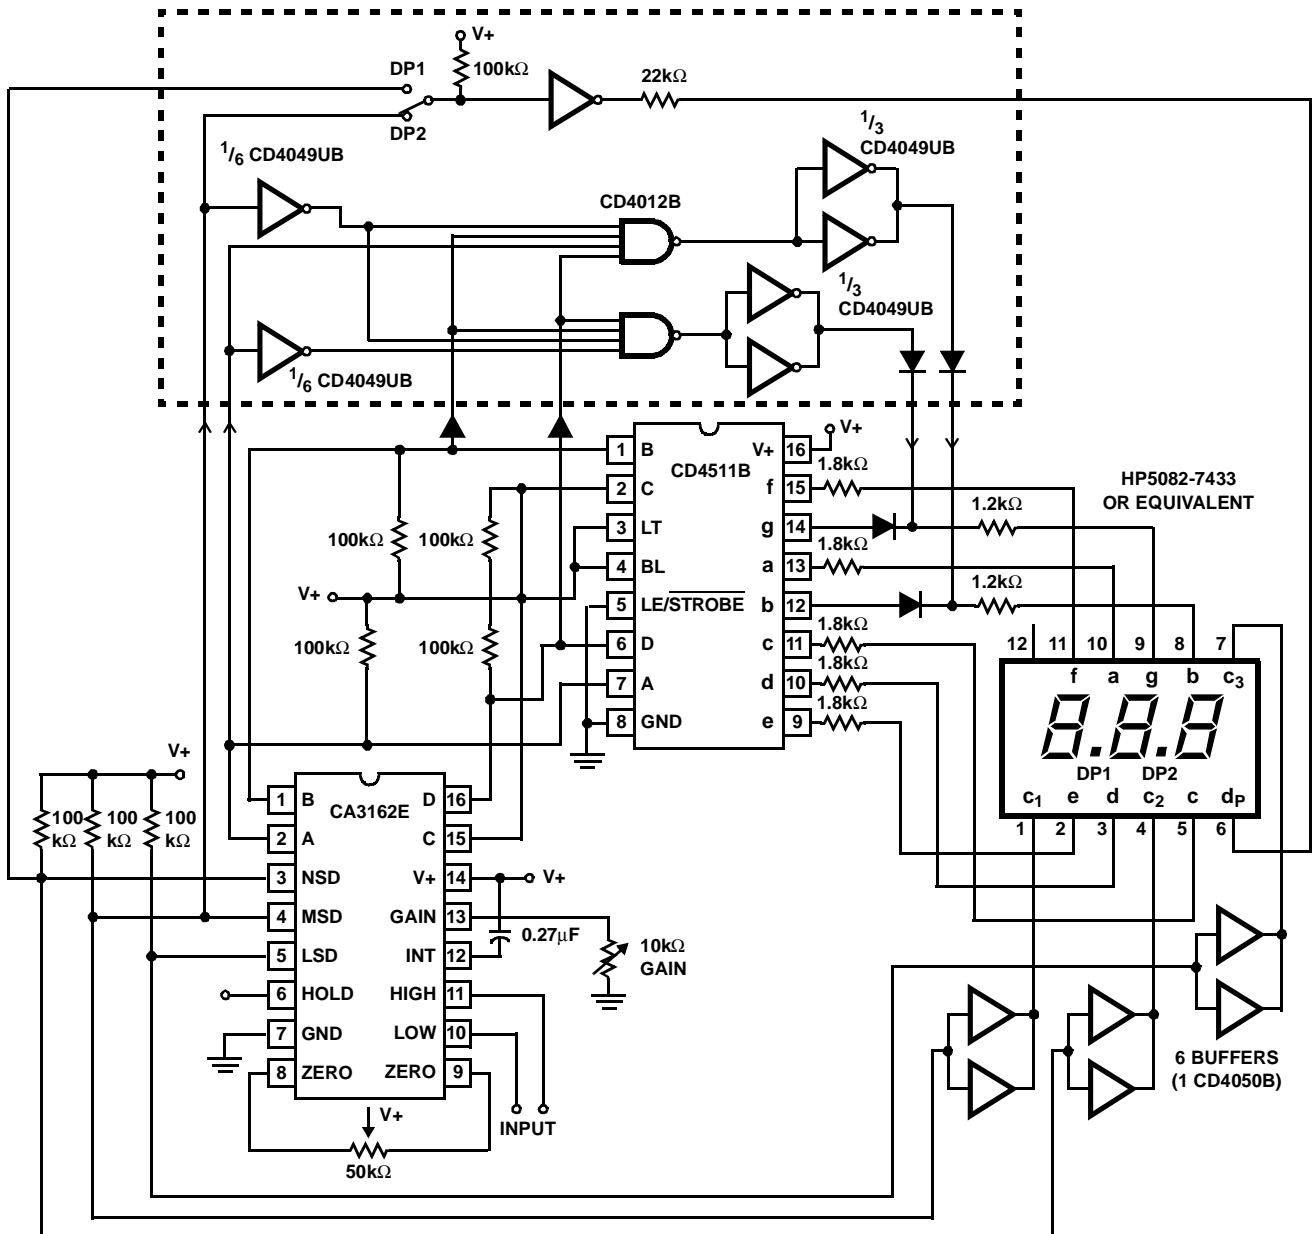 V+
DP1
100kΩ
22kΩ
DP2
1/3
CD4049UB
1/6 CD4049UB
CD4012B
1/3
CD4049UB
1/6 CD4049UB
V+
1 B
CD4511B
V+ 16
1.8kΩ
2 C
f 15
HP5082-7433
OR EQUIVALENT
1.2kΩ
3 LT
g 14
100kΩ
100kΩ
1.8kΩ
4 BL
a 13
1.2kΩ
V+
5 LE/STROBE
b 12
1.8kΩ
100kΩ
100kΩ
6 D
c 11
1.8kΩ
12 11 10 9 8 7
7 A
d 10
f a g b c3
1.8kΩ
8 GND
e 9
8.8.8
V+
DP1 DP2
1 B
CA3162E
D 16
c1 e d c2 c dP
100 kΩ
100 kΩ
100 kΩ
2 A
C 15
1 2 3 4 5 6
3 NSD
V+ 14
V+
4 MSD
GAIN 13
0.27μF
10kΩ
GAIN
5 LSD
INT 12
6 HOLD
HIGH 11
7 GND
LOW 10
8 ZERO
ZERO 9
6 BUFFERS
(1 CD4050B)
V+
INPUT
50kΩ